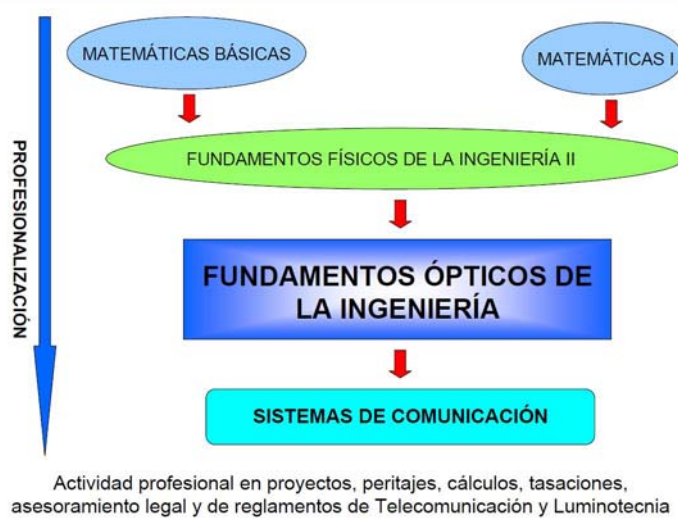 MATEMÁTICAS BÁSICAS
MATEMÁTICAS I
PROFESIONALIZACIÓN
FUNDAMENTOS FÍSICOS DE LA INGENIERÍA II
FUNDAMENTOS ÓPTICOS DE
LA INGENIERÍA
SISTEMAS DE COMUNICACIÓN
Actividad profesional en proyectos, peritajes, cálculos, tasaciones,
asesoramiento legal y de reglamentos de Telecomunicación y Luminotecnia